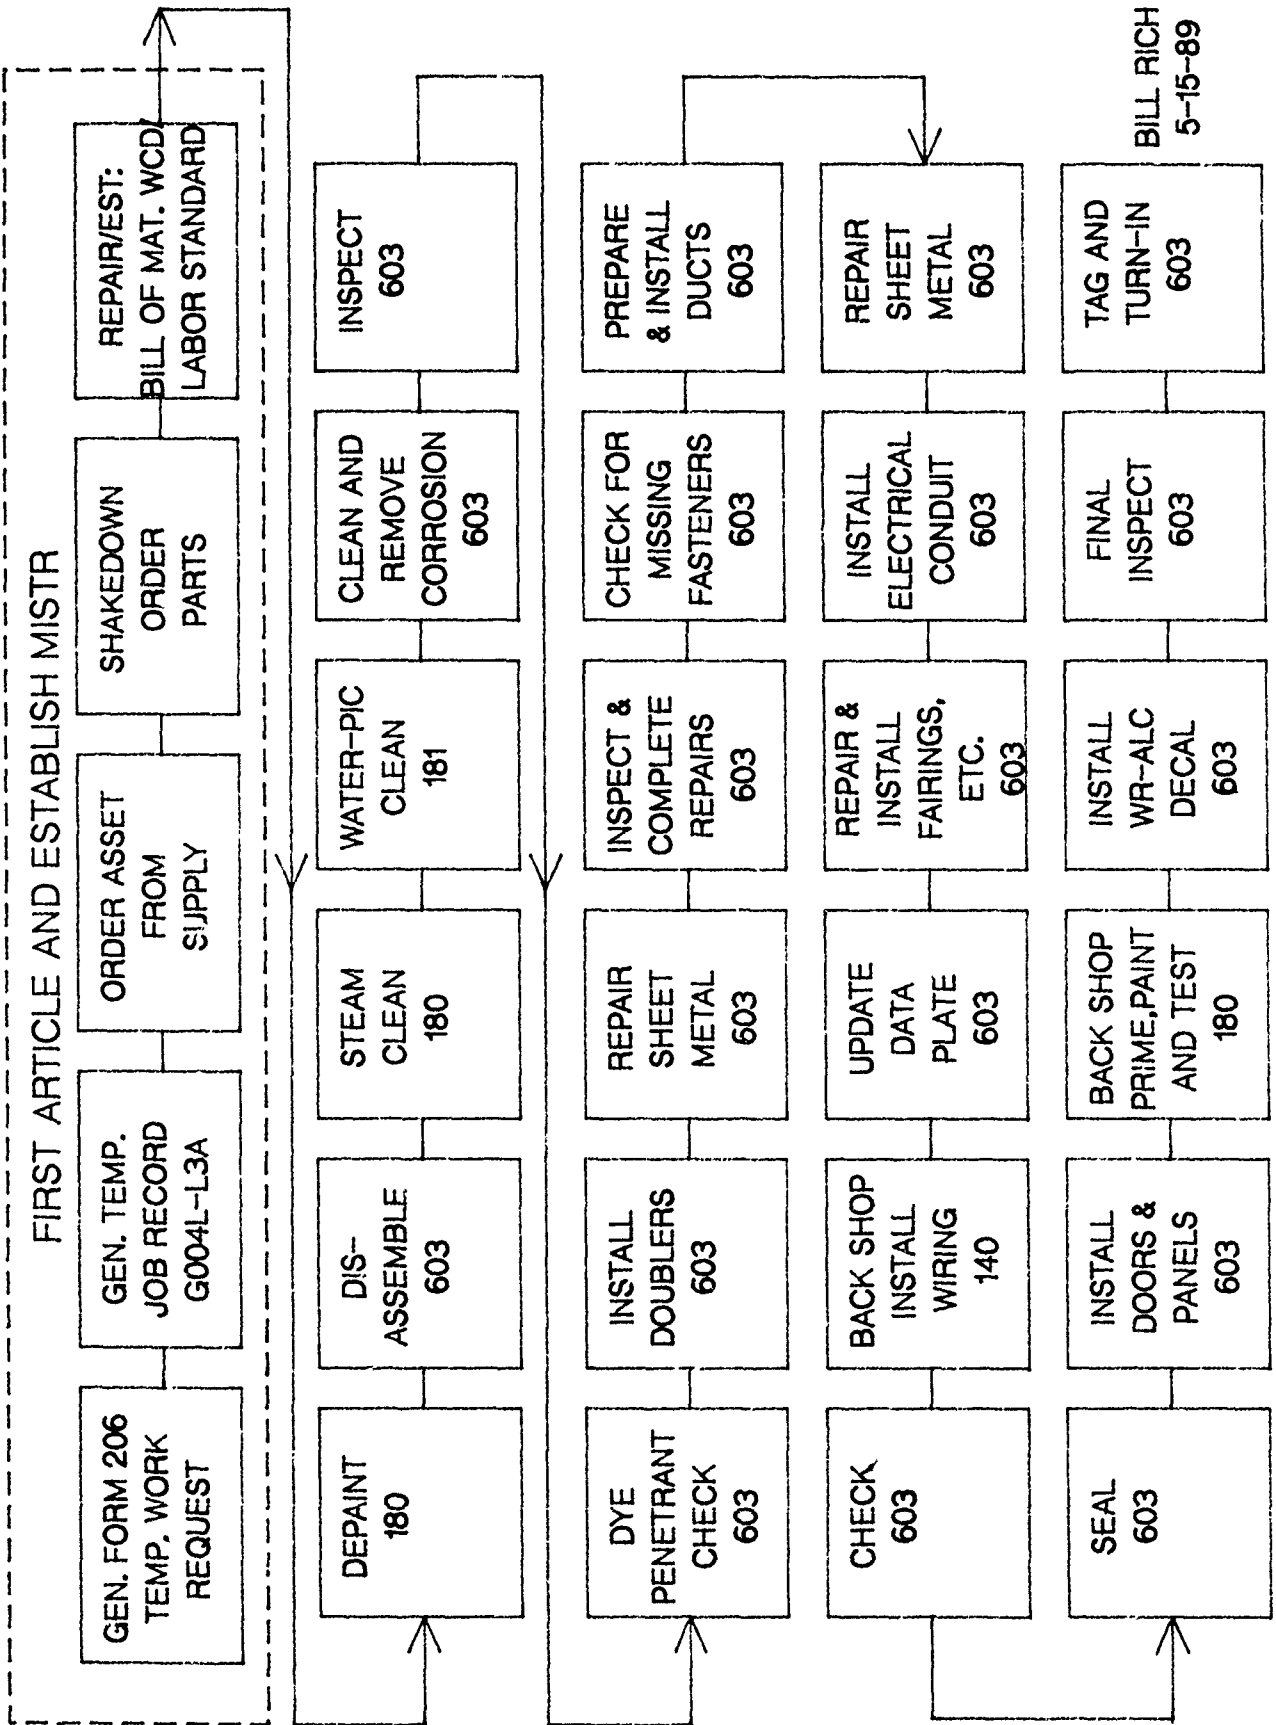 FIRST ARTICLE AND ESTABLISH MISTR
GEN. FORM 206
TEMP. WORK
REQUEST
GEN. TEMP.
JOB RECORD
G004L-L3A
ORDER ASSET
FROM
SUPPLY
SHAKEDOWN
ORDER
PARTS
REPAIR/EST:
BILL OF MAT. WCD/
LABOR STANDARD
DEPAINT
180
DIS-
ASSEMBLE
603
STEAM
CLEAN
180
WATER-PIC
CLEAN
181
CLEAN AND
REMOVE
CORROSION
603
INSPECT
603
DYE
PENETRANT
CHECK
603
INSTALL
DOUBLERS
603
REPAIR
SHEET
METAL
603
INSPECT &
COMPLETE
REPAIRS
603
CHECK FOR
MISSING
FASTENERS
603
PREPARE
& INSTALL
DUCTS
603
CHECK
603
BACK SHOP
INSTALL
WIRING
140
UPDATE
DATA
PLATE
603
REPAIR &
INSTALL
FAIRINGS,
ETC.
603
INSTALL
ELECTRICAL
CONDUIT
603
REPAIR
SHEET
METAL
603
SEAL
603
INSTALL
DOORS &
PANELS
603
BACK SHOP
PRIME,PAINT
AND TEST
180
INSTALL
WR-ALC
DECAL
603
FINAL
INSPECT
603
TAG AND
TURN-IN
603
BILL RICH
5-15-89